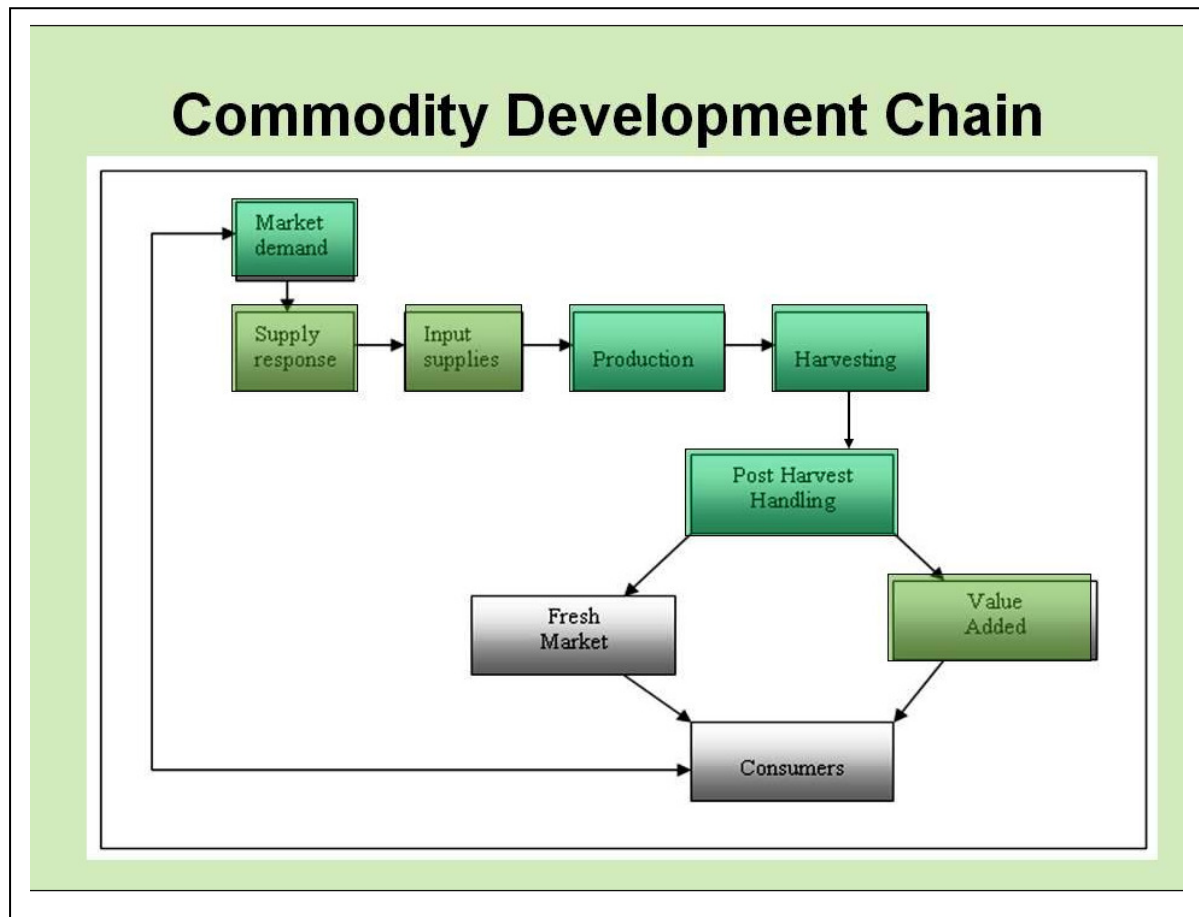 Commodity Development Chain
Market
demand
Supply
response
Input
supplies
Production
Harvesting
Post Harvest
Handling
Fresh
Market
Value
Added
Consumers